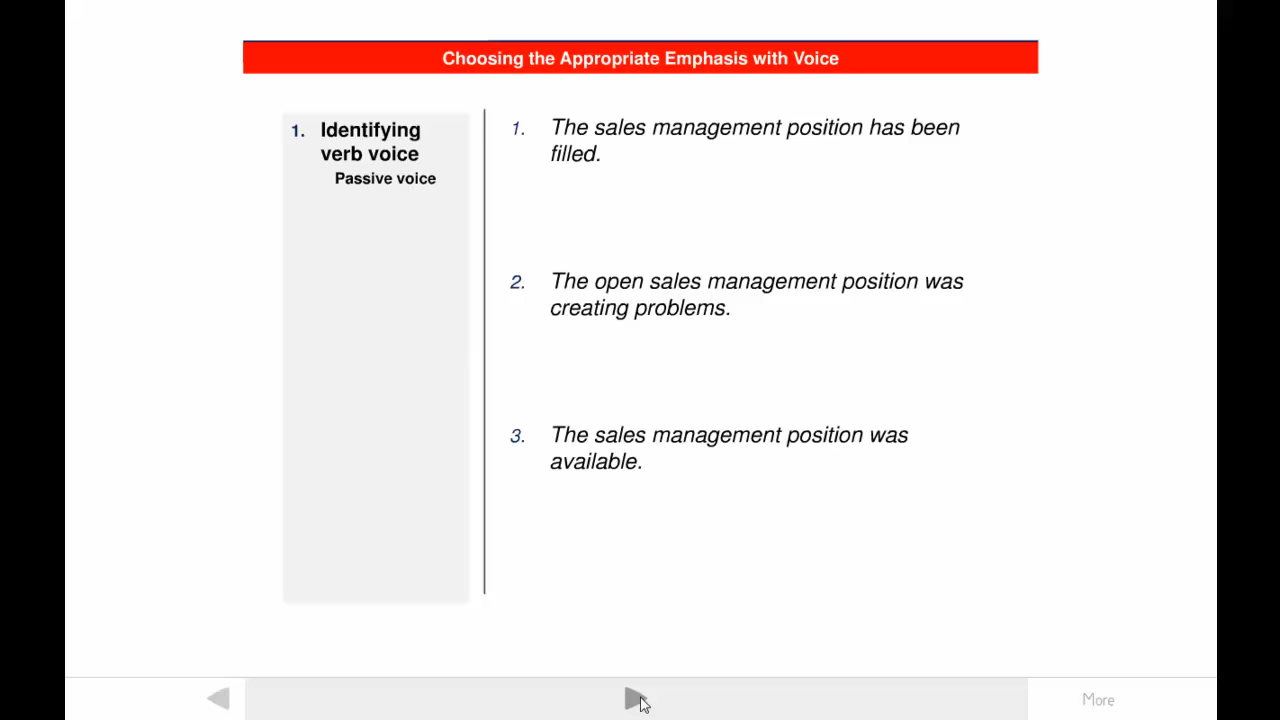 Choosing the Appropriate Emphasis with Voice
1. Identifying
verb voice
Passive voice
1. The sales management position has been
filled.
2. The open sales management position was
creating problems.
3. The sales management position was
available.
More